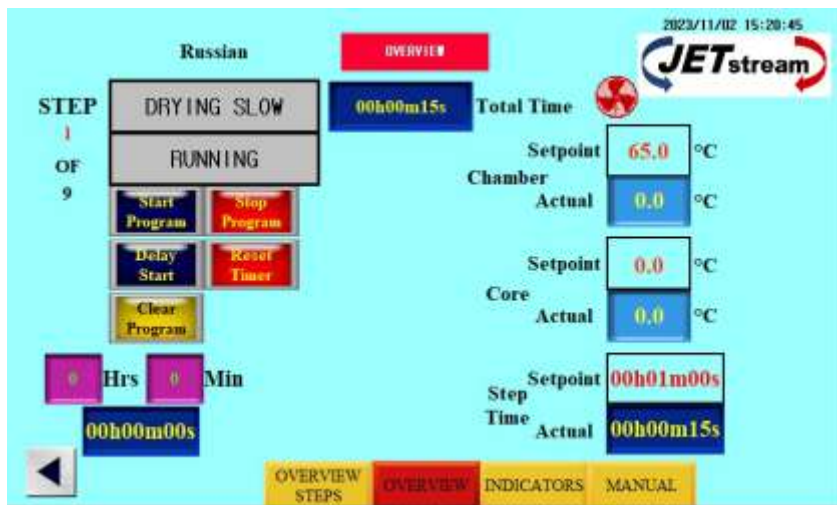 2023/11/02 15:20:45
Russian
OVERVIEW
JETstream
STEP
1
OF
9
DRYING SLOW
RUNNING
00h00m15s
Total Time
Start
Program
Stop
Program
Delay
Start
Reset
Timer
Clear
Program
0 Hrs 0 Min
00h00m00s
Chamber
Setpoint 65.0 °C
Actual 0.0 °C
Core
Setpoint 0.0 °C
Actual 0.0 °C
Step
Time
Setpoint 00h01m00s
Actual 00h00m15s
OVERVIEW
STEPS
OVERVIEW
INDICATORS
MANUAL